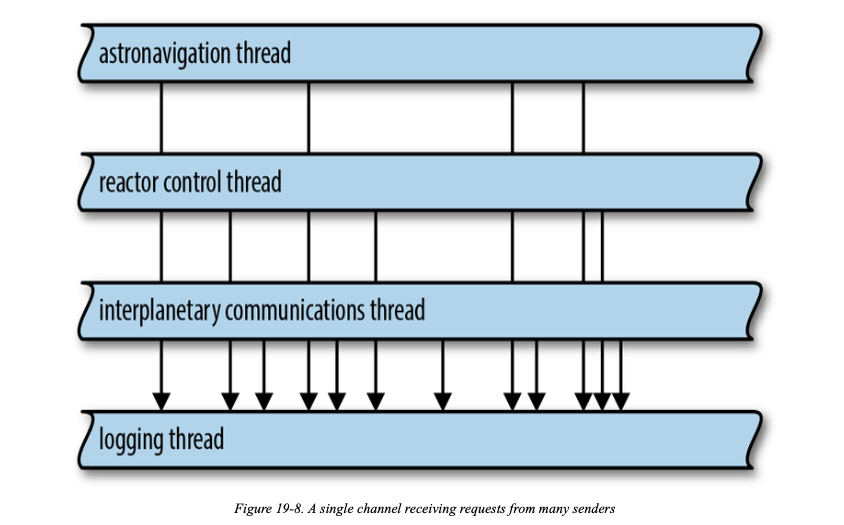 astronavigation thread
reactor control thread
interplanetary communications thread
logging thread
Figure 19-8. A single channel receiving requests from many senders